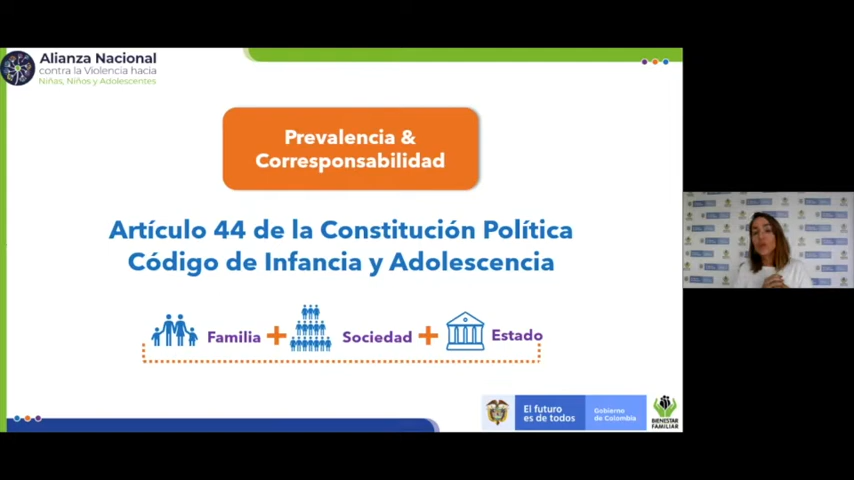 Alianza Nacional
contra la Violencia hacia
Niñas, Niños y Adolescentes
Prevalencia &
Corresponsabilidad
Artículo 44 de la Constitución Política
Código de Infancia y Adolescencia
Familia + Sociedad + Estado
El futuro
es de todos
Gobierno
de Colombia
BIENESTAR
FAMILIAR